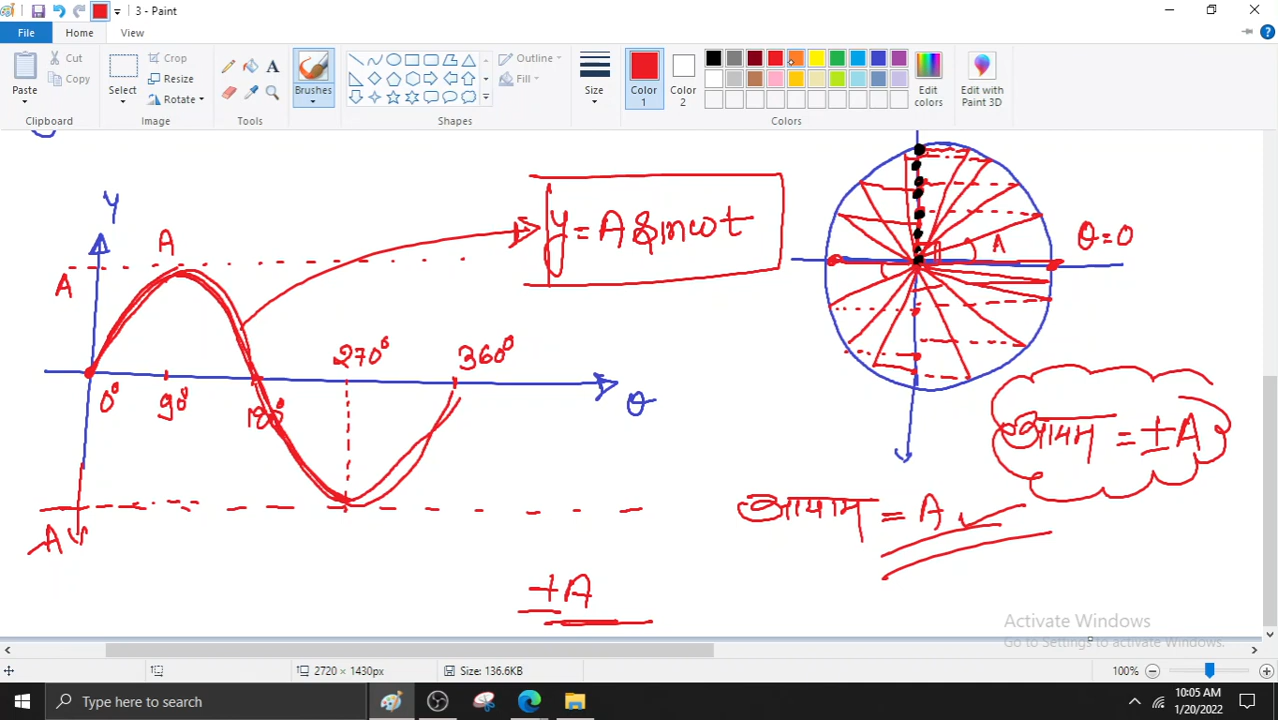 3 - Paint
File
Home
View
Paste
Cut
Copy
Clipboard
Select
Crop
Resize
Rotate
Image
Tools
Brushes
Outline
Fill
Shapes
Size
Color 1
Color 2
Edit colors
Edit with Paint 3D
Colors
y
A
A
y = A Sinωt
A
θ=0
0°
90°
180°
270°
360°
θ
आयाम = ±A
आयाम = A
-A
±A
Activate Windows
Go to Settings to activate Windows.
2720 × 1430px
Size: 136.6KB
100%
Type here to search
10:05 AM
1/20/2022